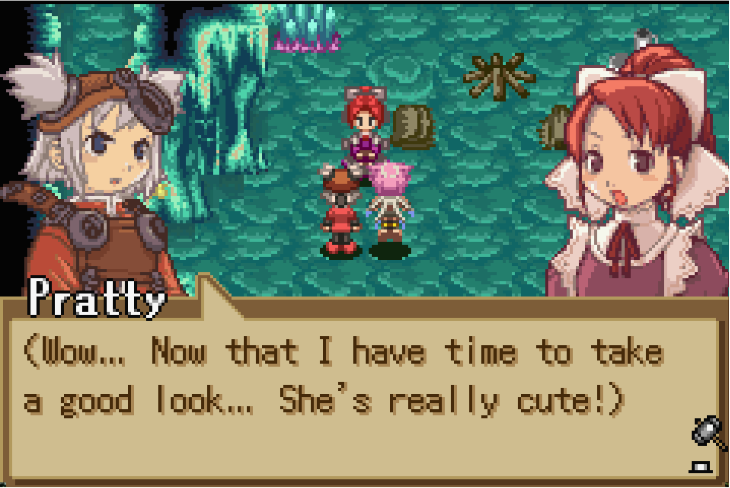 Pratty
(Wow... Now that I have time to take
a good look... She's really cute!)